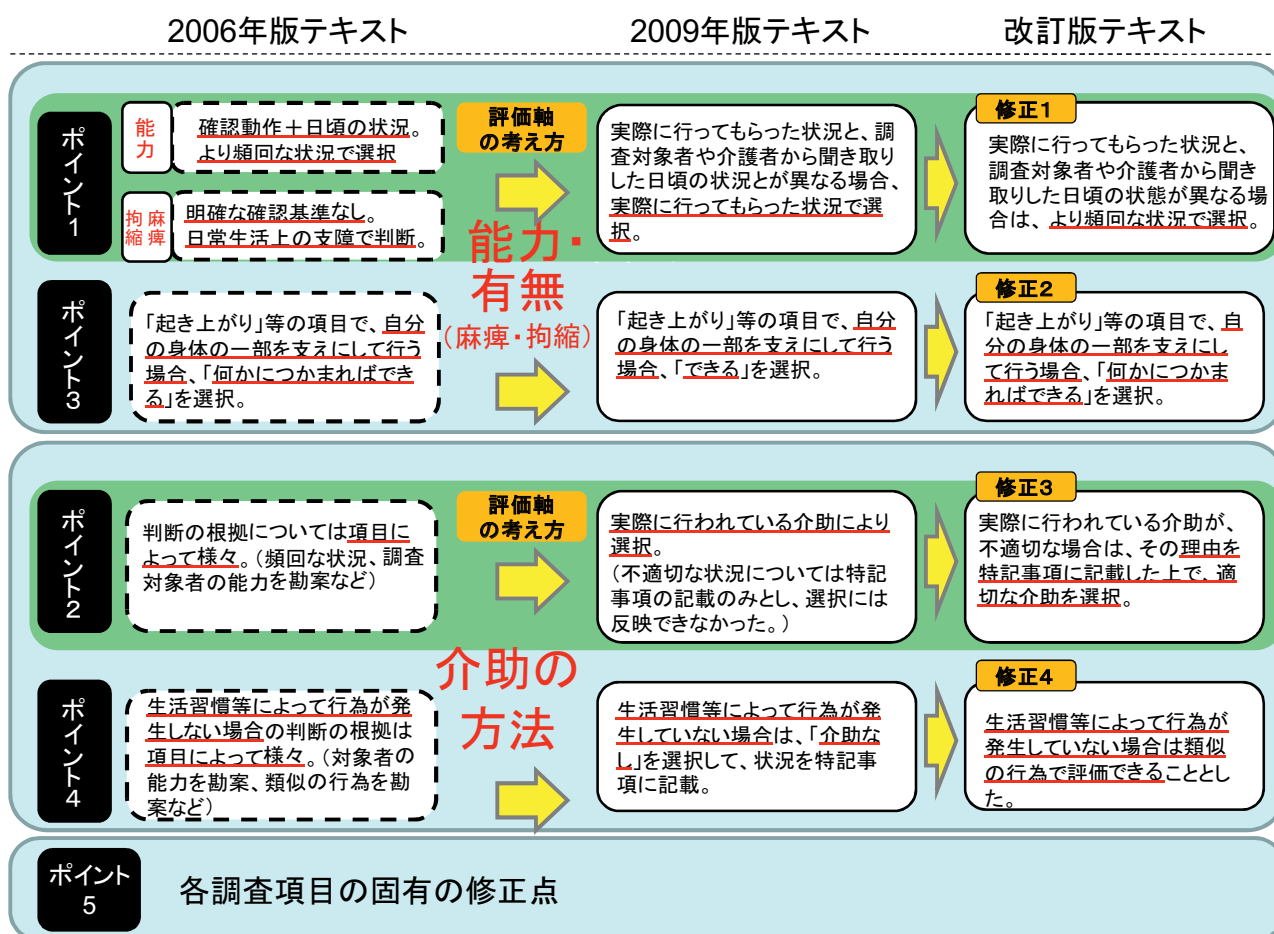 2006年版テキスト
2009年版テキスト
改訂版テキスト
ポイント1
能力
確認動作＋日頃の状況。
より頻回な状況で選択
拘縮 麻痺
明確な確認基準なし。
日常生活上の支障で判断。
評価軸
の考え方
実際に行ってもらった状況と、調
査対象者や介護者から聞き取り
した日頃の状況とが異なる場合、
実際に行ってもらった状況で選
択。
修正1
実際に行ってもらった状況と、
調査対象者や介護者から聞き
取りした日頃の状態が異なる場
合は、より頻回な状況で選択。
能力・
有無
（麻痺・拘縮）
ポイント3
「起き上がり」等の項目で、自分
の身体の一部を支えにして行う
場合、「何かにつかまればでき
る」を選択。
「起き上がり」等の項目で、自分
の身体の一部を支えにして行う
場合、「できる」を選択。
修正2
「起き上がり」等の項目で、自
分の身体の一部を支えにし
て行う場合、「何かにつかま
ればできる」を選択。
ポイント2
判断の根拠については項目に
よって様々。（頻回な状況、調査
対象者の能力を勘案など）
評価軸
の考え方
実際に行われている介助により
選択。
（不適切な状況については特記
事項の記載のみとし、選択には
反映できなかった。）
修正3
実際に行われている介助が、
不適切な場合は、その理由を
特記事項に記載した上で、適
切な介助を選択。
介助の
方法
ポイント4
生活習慣等によって行為が発
生しない場合の判断の根拠は
項目によって様々。（対象者の
能力を勘案、類似の行為を勘
案など）
生活習慣等によって行為が発
生していない場合は、「介助な
し」を選択して、状況を特記事
項に記載。
修正4
生活習慣等によって行為が
発生していない場合は類似
の行為で評価できることとし
た。
ポイント
5
各調査項目の固有の修正点